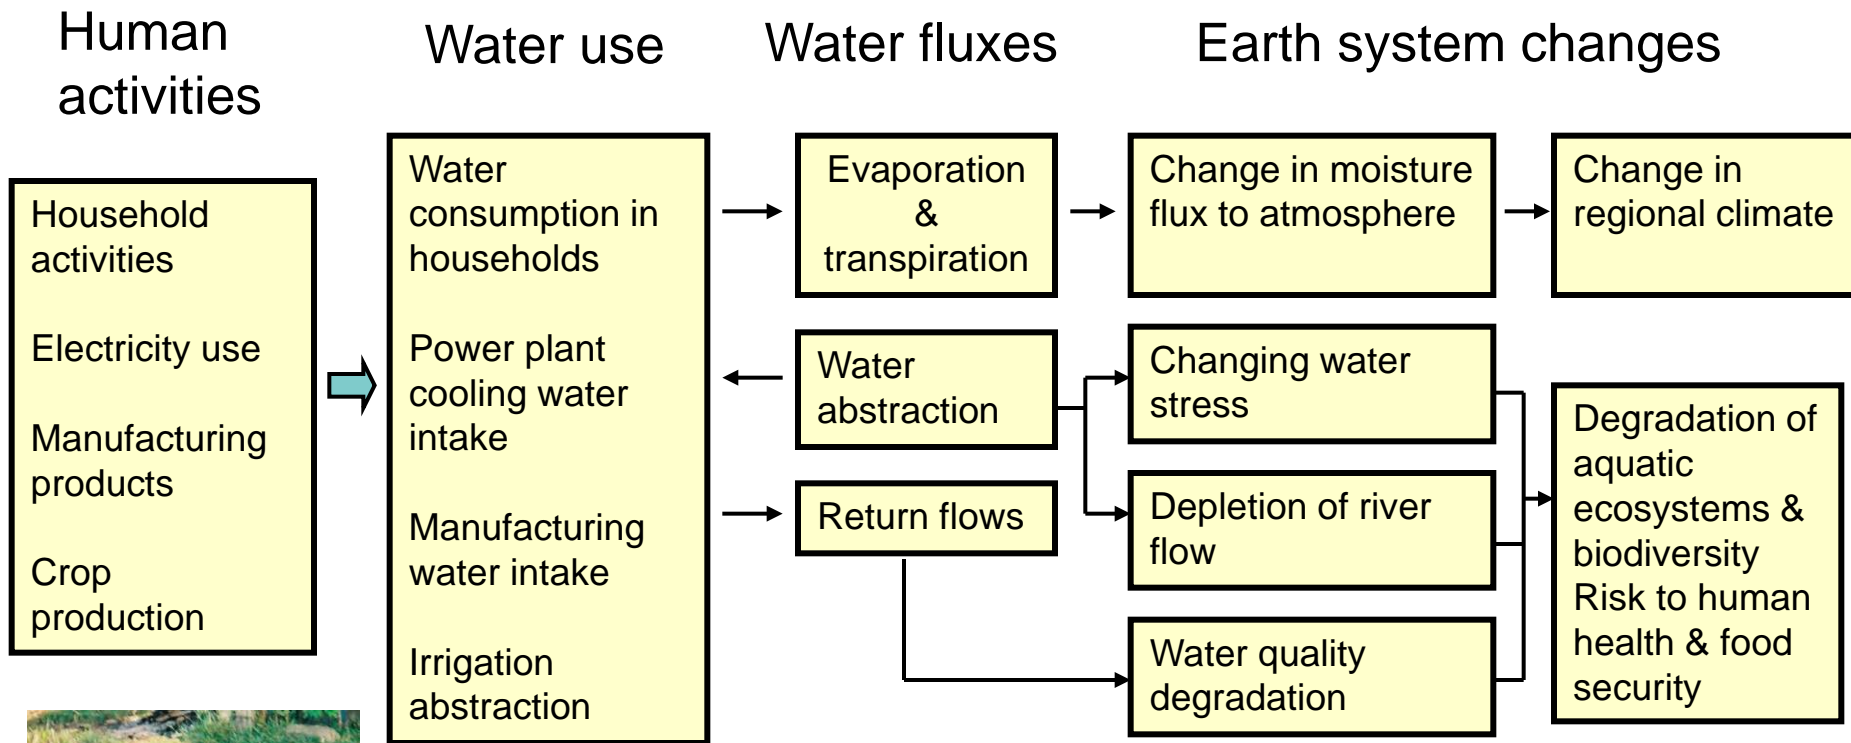 Human
activities
Water use
Water fluxes
Earth system changes
Household
activities
Electricity use
Manufacturing
products
Crop
production
Water
consumption in
households
Power plant
cooling water
intake
Manufacturing
water intake
Irrigation
abstraction
Evaporation
&
transpiration
Water
abstraction
Return flows
Change in moisture
flux to atmosphere
Changing water
stress
Depletion of river
flow
Water quality
degradation
Change in
regional climate
Degradation of
aquatic
ecosystems &
biodiversity
Risk to human
health & food
security